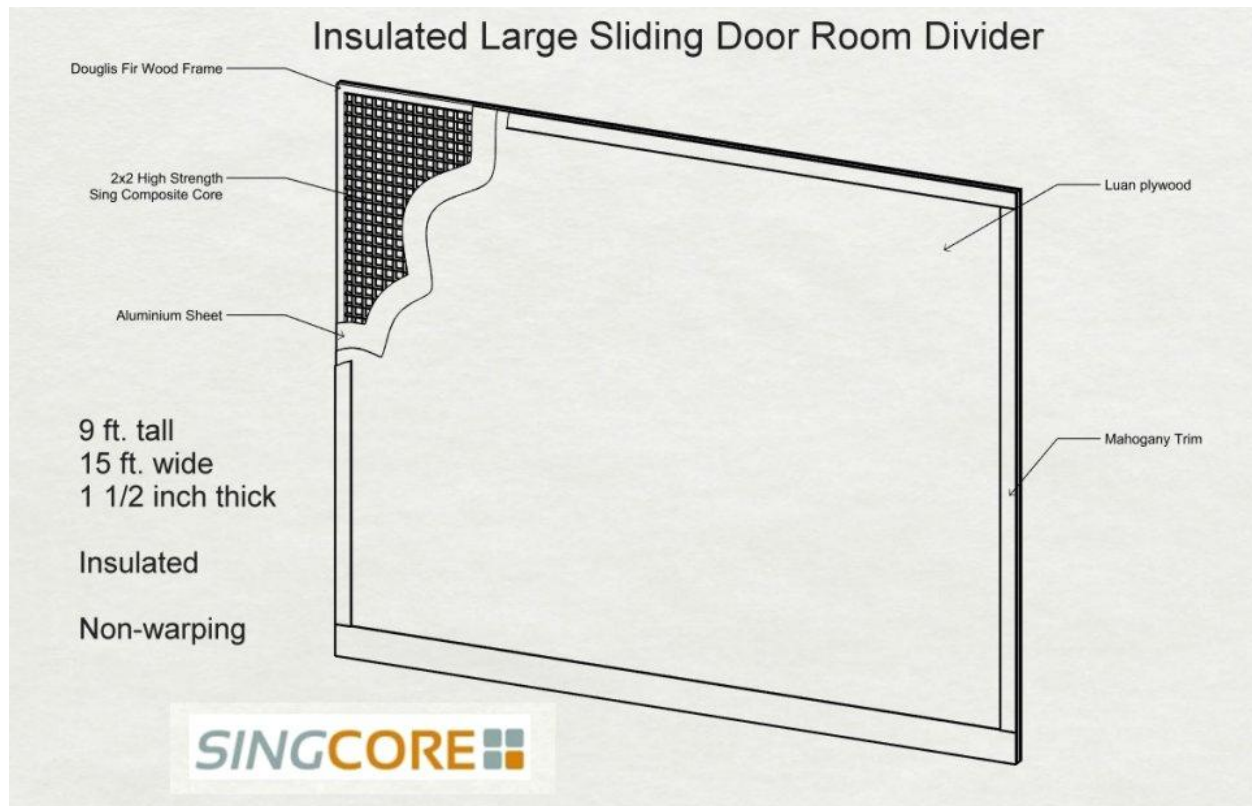 Insulated Large Sliding Door Room Divider
Douglis Fir Wood Frame
2x2 High Strength
Sing Composite Core
Aluminium Sheet
Luan plywood
Mahogany Trim
9 ft. tall
15 ft. wide
1 1/2 inch thick
Insulated
Non-warping
SINGCORE